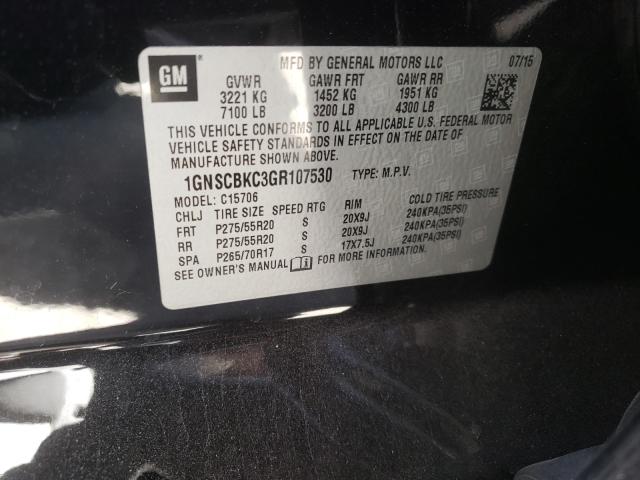 GM
MFD BY GENERAL MOTORS LLC 07/15
GVWR GAWR FRT GAWR RR
3221 KG 1452 KG 1951 KG
7100 LB 3200 LB 4300 LB
THIS VEHICLE CONFORMS TO ALL APPLICABLE U.S. FEDERAL MOTOR
VEHICLE SAFETY STANDARDS IN EFFECT ON THE DATE OF
MANUFACTURE SHOWN ABOVE.
1GNSCBKC3GR107530 TYPE: M.P.V.
MODEL: C15706
CHLJ TIRE SIZE SPEED RTG RIM COLD TIRE PRESSURE
FRT P275/55R20 S 20X9J 240KPA(35PSI)
RR P275/55R20 S 20X9J 240KPA(35PSI)
SPA P265/70R17 S 17X7.5J 240KPA(35PSI)
SEE OWNER'S MANUAL FOR MORE INFORMATION.